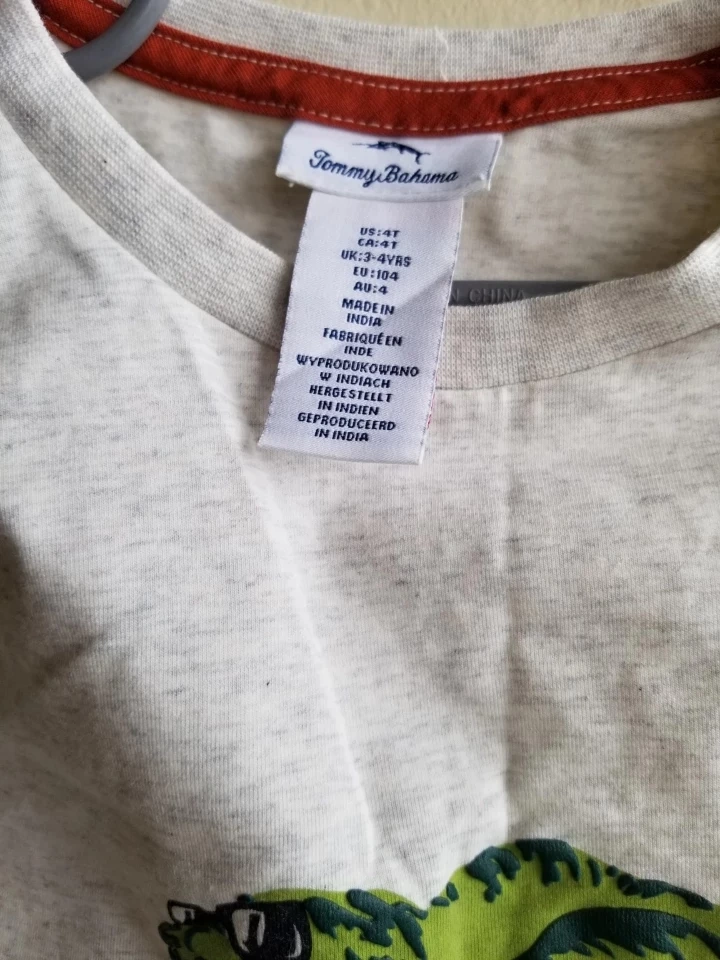 Tommy Bahama
US:4T
CA:4T
UK:3-4YRS
EU:104
AU:4
MADE IN
INDIA
FABRIQUÉ EN
INDE
WYPRODUKOWANO
W INDIACH
HERGESTELLT
IN INDIEN
GEPRODUCEERD
IN INDIA
N CHINA